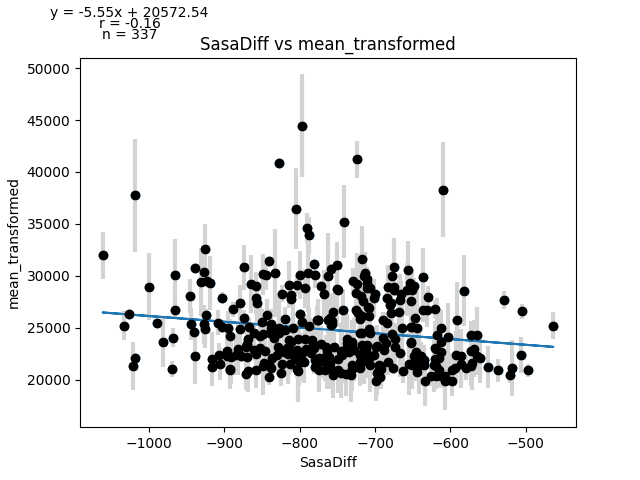 y = -5.55x + 20572.54
r = -0.16
n = 337
SasaDiff vs mean_transformed
50000
45000
40000
35000
30000
25000
20000
mean_transformed
−1000
−900
−800
−700
−600
−500
SasaDiff